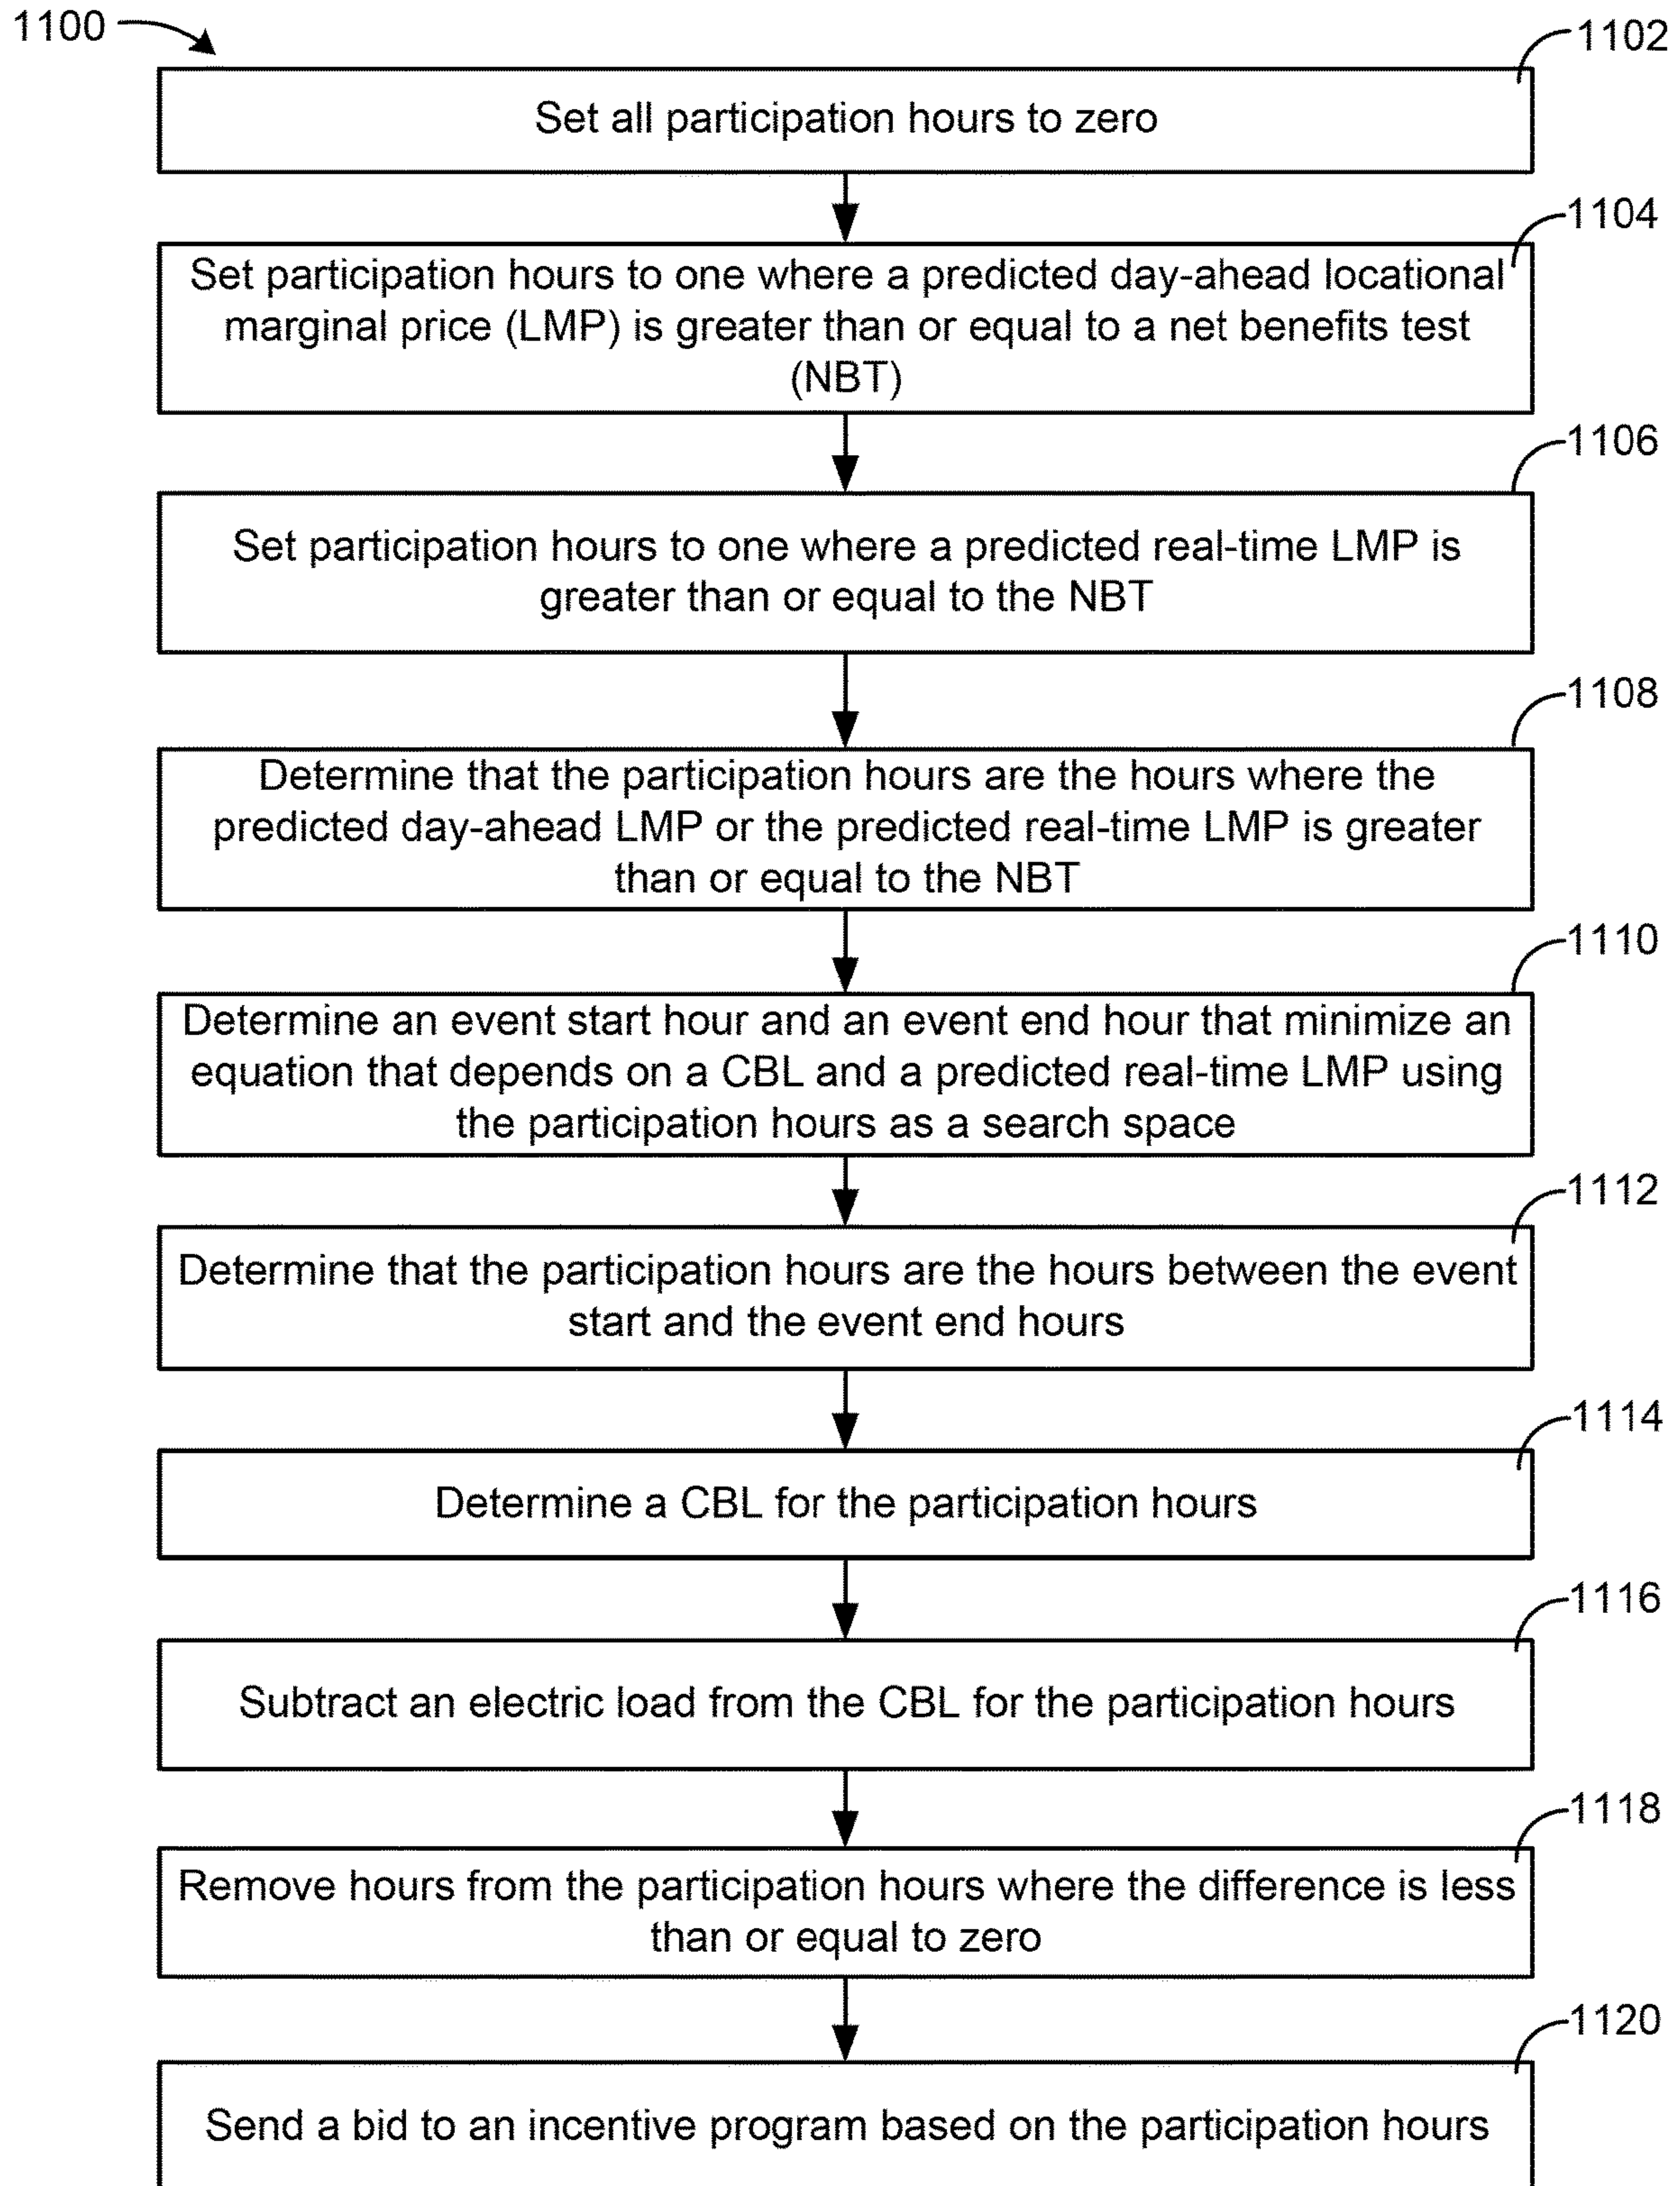 1100
1102
Set all participation hours to zero
1104
Set participation hours to one where a predicted day-ahead locational
marginal price (LMP) is greater than or equal to a net benefits test
(NBT)
1106
Set participation hours to one where a predicted real-time LMP is
greater than or equal to the NBT
1108
Determine that the participation hours are the hours where the
predicted day-ahead LMP or the predicted real-time LMP is greater
than or equal to the NBT
1110
Determine an event start hour and an event end hour that minimize an
equation that depends on a CBL and a predicted real-time LMP using
the participation hours as a search space
1112
Determine that the participation hours are the hours between the event
start and the event end hours
1114
Determine a CBL for the participation hours
1116
Subtract an electric load from the CBL for the participation hours
1118
Remove hours from the participation hours where the difference is less
than or equal to zero
1120
Send a bid to an incentive program based on the participation hours